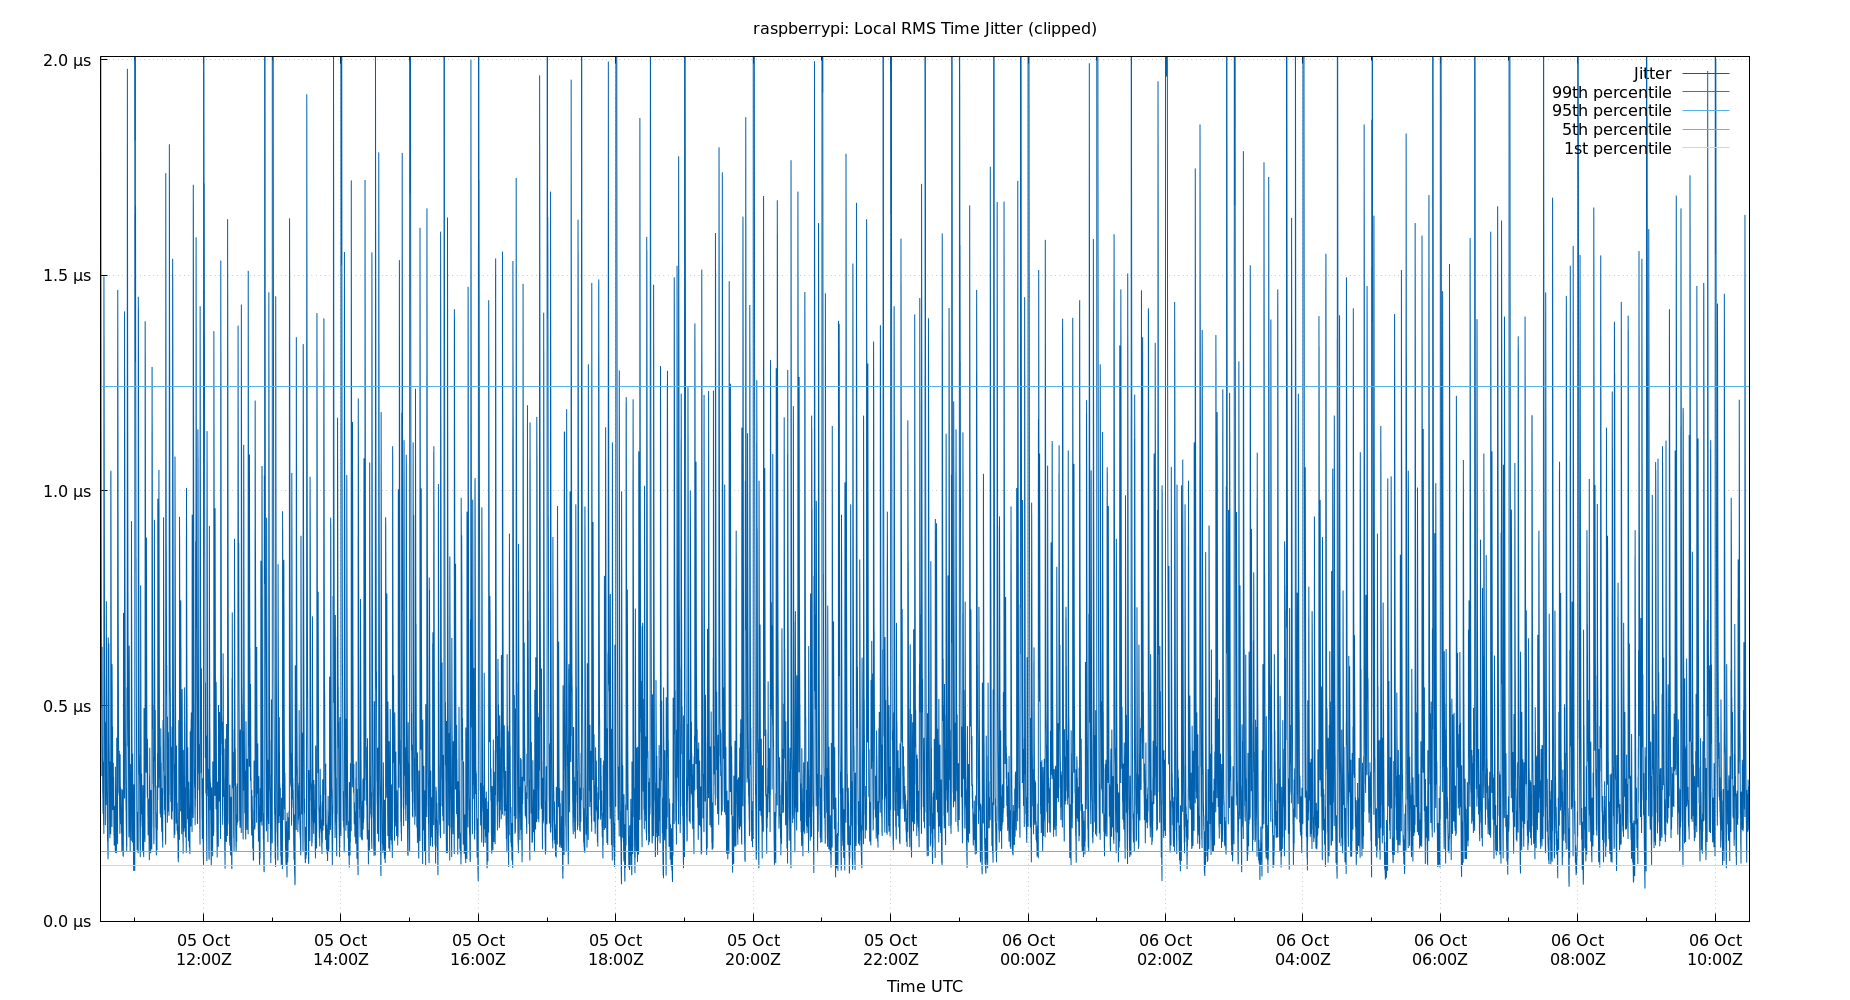 raspberrypi: Local RMS Time Jitter (clipped)
2.0 µs
1.5 µs
1.0 µs
0.5 µs
0.0 µs
Jitter
99th percentile
95th percentile
5th percentile
1st percentile
05 Oct 05 Oct 05 Oct 05 Oct 05 Oct 05 Oct 06 Oct 06 Oct 06 Oct 06 Oct 06 Oct 06 Oct
12:00Z 14:00Z 16:00Z 18:00Z 20:00Z 22:00Z 00:00Z 02:00Z 04:00Z 06:00Z 08:00Z 10:00Z
Time UTC